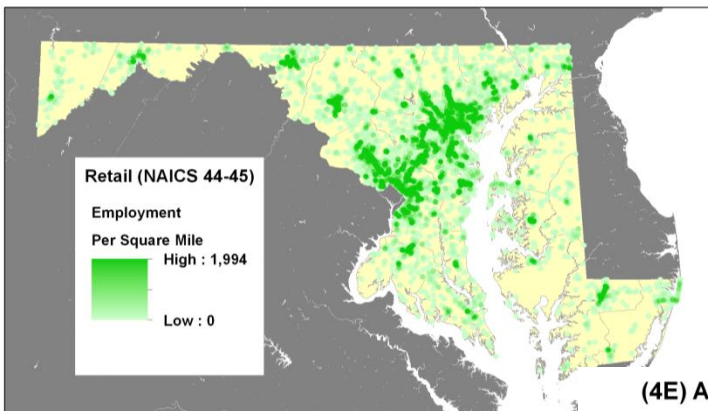 Retail (NAICS 44-45)
Employment
Per Square Mile
High : 1,994
Low : 0
(4E) A